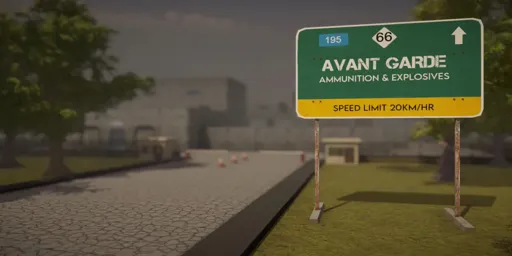 195
66
AVANT GARDE
AMMUNITION & EXPLOSIVES
SPEED LIMIT 20KM/HR